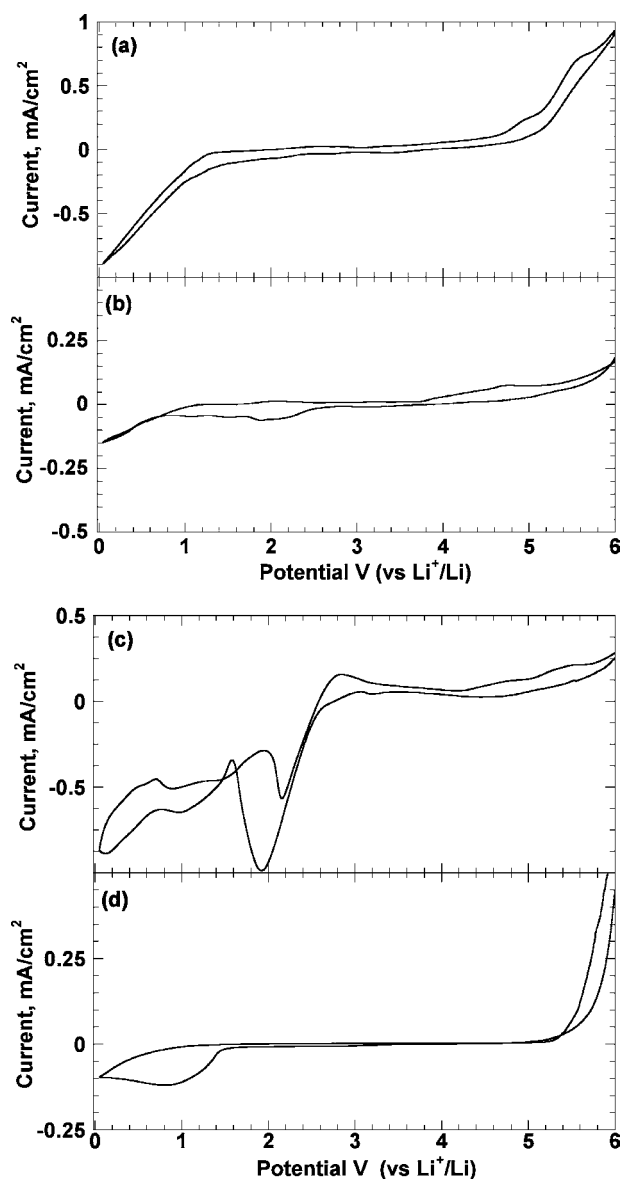 (a)
Current, mA/cm²
1
0.5
0
-0.5
(b)
Current, mA/cm²
0.25
0
-0.25
-0.5
0 1 2 3 4 5 6
Potential V (vs Li⁺/Li)
(c)
Current, mA/cm²
0.5
0
-0.5
(d)
Current, mA/cm²
0.25
0
-0.25
0 1 2 3 4 5 6
Potential V (vs Li⁺/Li)